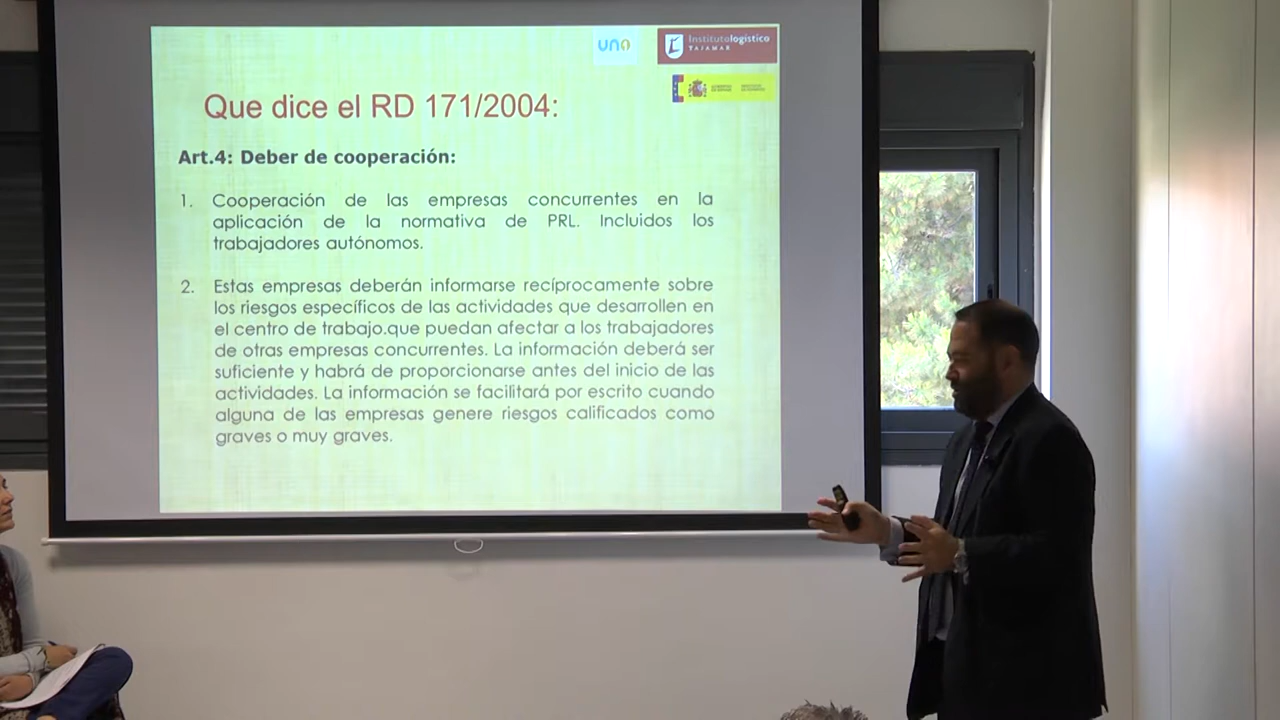 uno
Institutologístico
TAJAMAR
Que dice el RD 171/2004:
Art.4: Deber de cooperación:
1. Cooperación de las empresas concurrentes en la
aplicación de la normativa de PRL. Incluidos los
trabajadores autónomos.
2. Estas empresas deberán informarse recíprocamente sobre
los riesgos específicos de las actividades que desarrollen en
el centro de trabajo.que puedan afectar a los trabajadores
de otras empresas concurrentes. La información deberá ser
suficiente y habrá de proporcionarse antes del inicio de las
actividades. La información se facilitará por escrito cuando
alguna de las empresas genere riesgos calificados como
graves o muy graves.